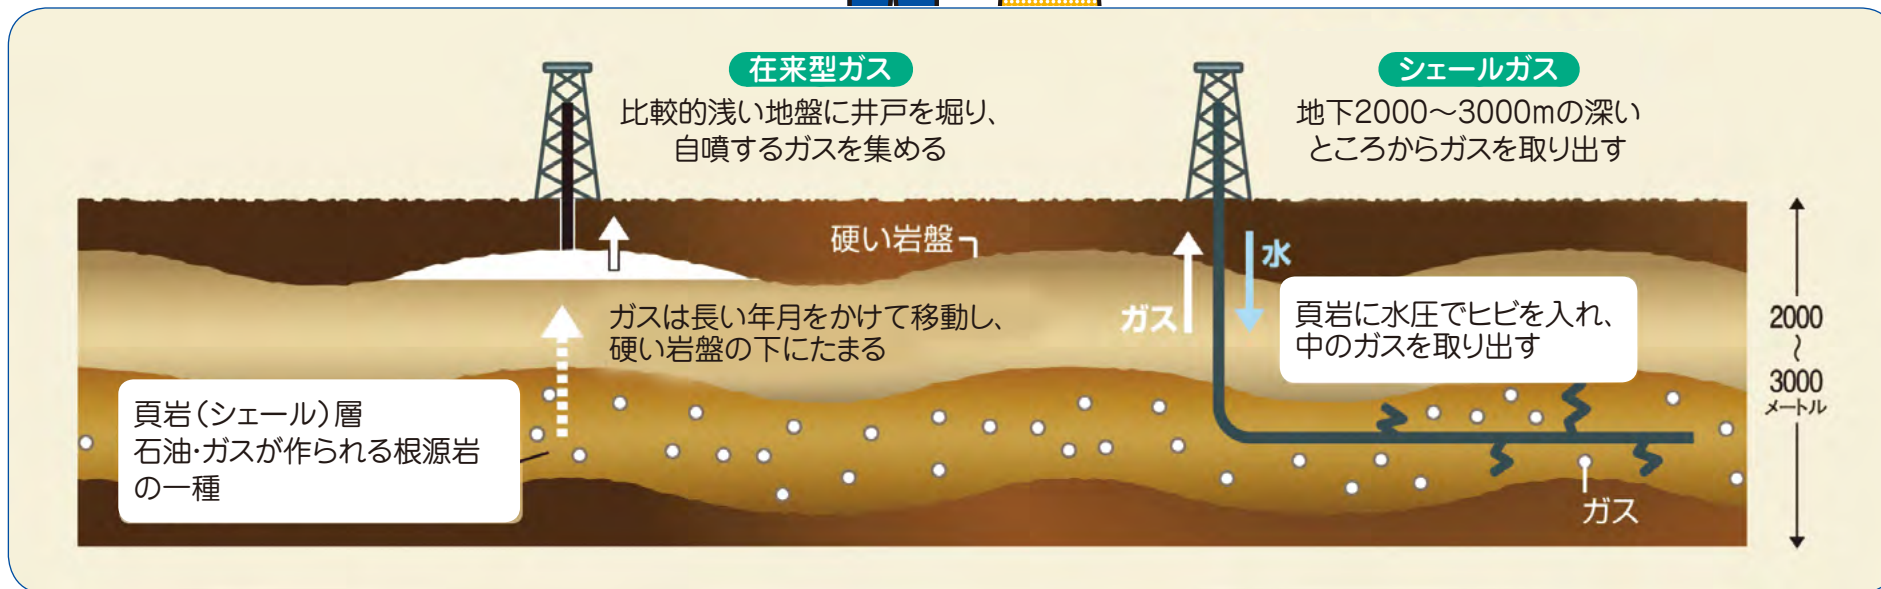 在来型ガス
比較的浅い地盤に井戸を堀り、
自噴するガスを集める
シェールガス
地下2000〜3000mの深い
ところからガスを取り出す
硬い岩盤
ガスは長い年月をかけて移動し、
硬い岩盤の下にたまる
頁岩（シェール）層
石油・ガスが作られる根源岩
の一種
ガス
水
頁岩に水圧でヒビを入れ、
中のガスを取り出す
ガス
2000
〜
3000
メートル